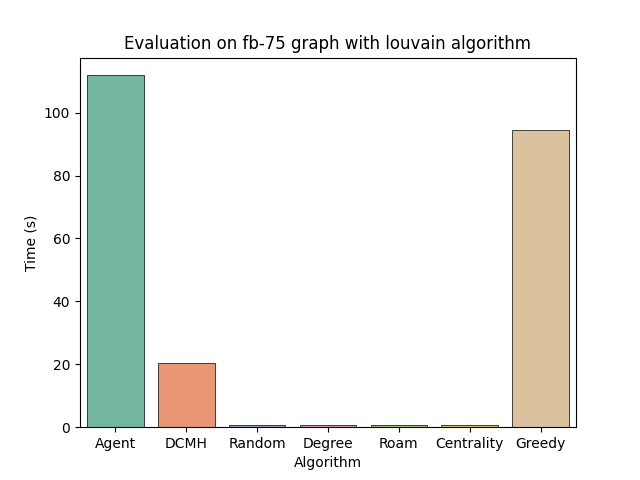 Evaluation on fb-75 graph with louvain algorithm
100
80
60
40
20
0
Time (s)
Agent DCMH Random Degree Roam Centrality Greedy
Algorithm